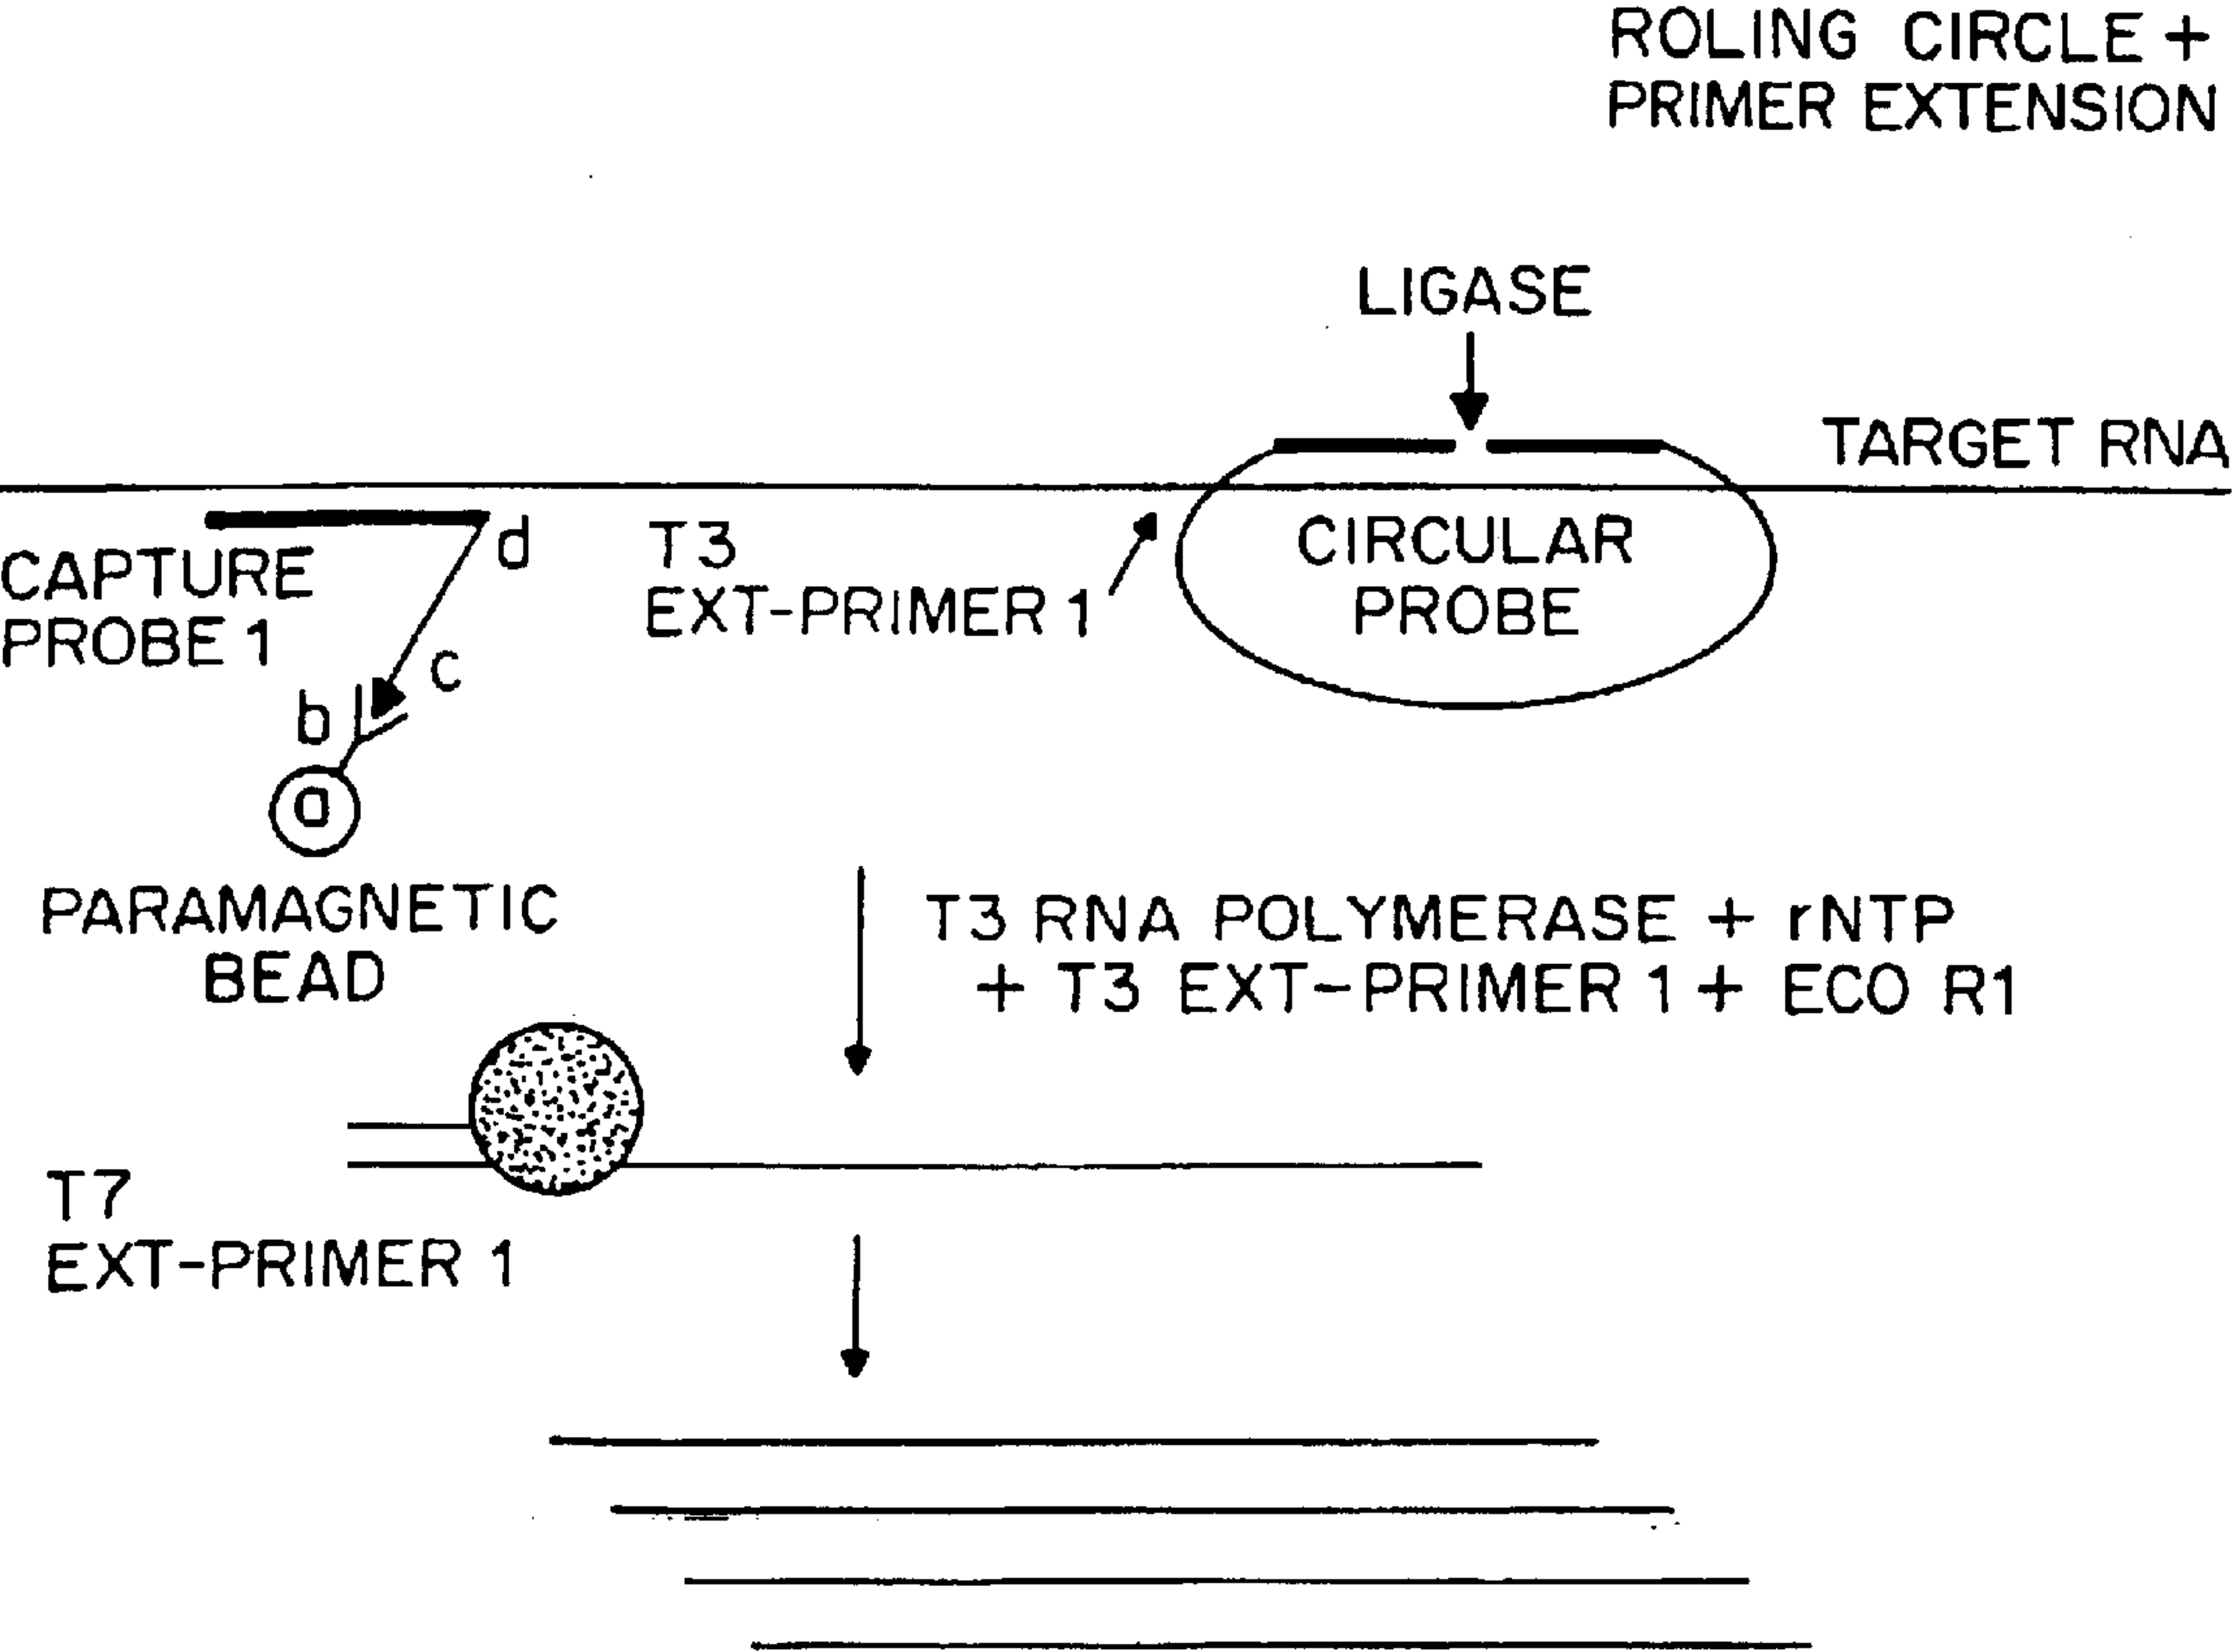 ROLING CIRCLE +
PRIMER EXTENSION
LIGASE
TARGET RNA
CAPTURE
PROBE 1
d
T3
EXT-PRIMER 1
CIRCULAR
PROBE
c
b
a
PARAMAGNETIC
BEAD
T3 RNA POLYMERASE + rNTP
+ T3 EXT-PRIMER 1 + ECO R1
T7
EXT-PRIMER 1